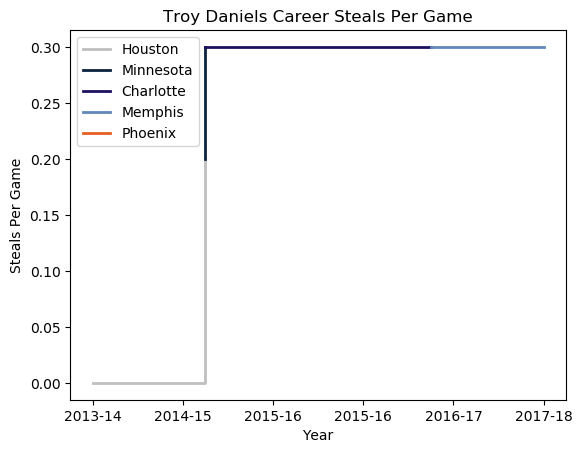 Troy Daniels Career Steals Per Game
0.30
0.25
0.20
0.15
0.10
0.05
0.00
Steals Per Game
Houston
Minnesota
Charlotte
Memphis
Phoenix
2013-14 2014-15 2015-16 2015-16 2016-17 2017-18
Year